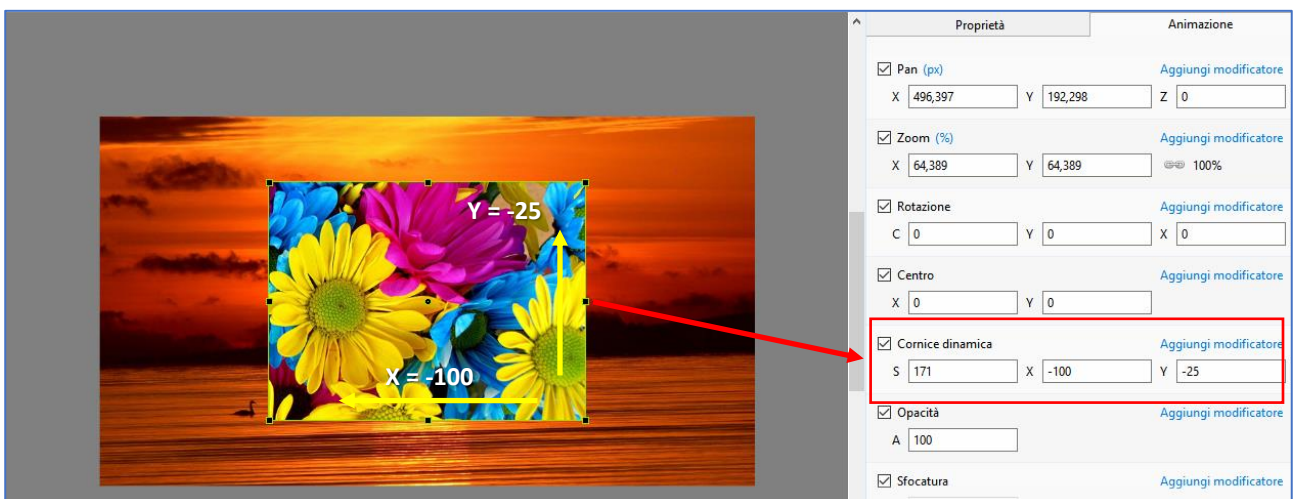 Proprietà Animazione
Pan (px) Aggiungi modificatore
X 496,397 Y 192,298 Z 0
Zoom (%) Aggiungi modificatore
X 64,389 Y 64,389 100%
Rotazione Aggiungi modificatore
C 0 Y 0 X 0
Centro Aggiungi modificatore
X 0 Y 0
Cornice dinamica Aggiungi modificatore
S 171 X -100 Y -25
Opacità Aggiungi modificatore
A 100
Sfocatura Aggiungi modificatore
Y = -25
X = -100